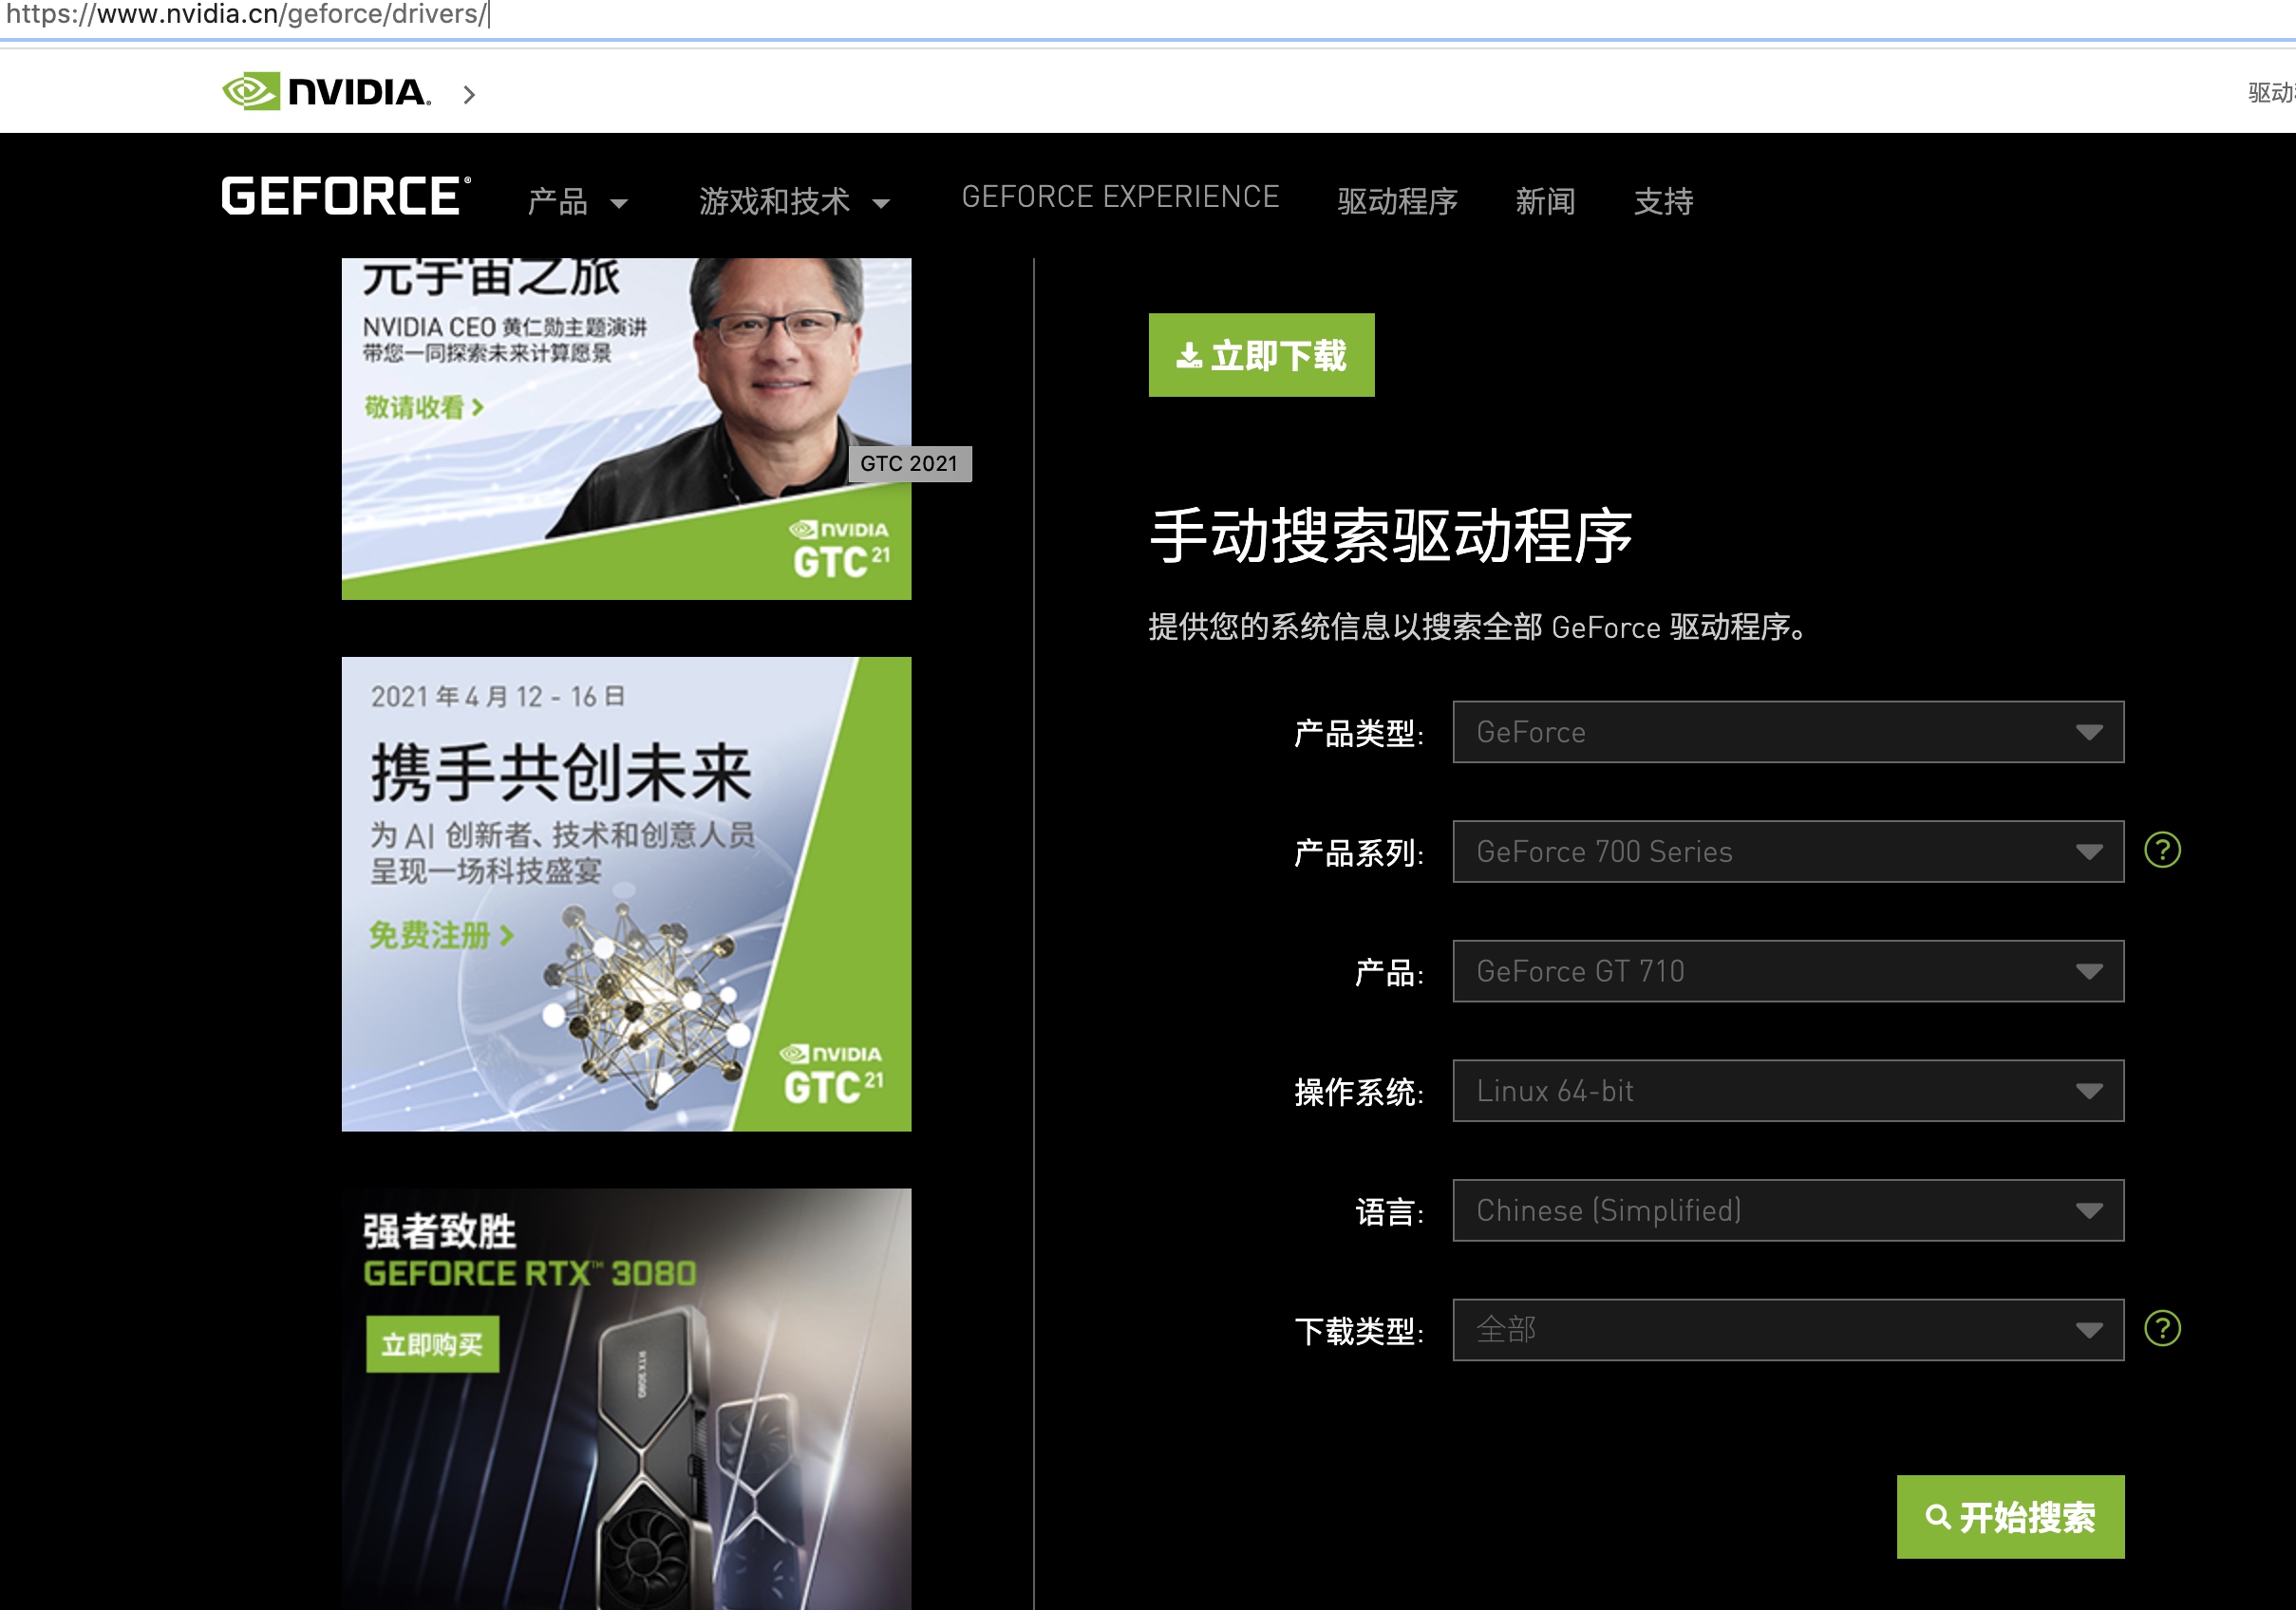 https://www.nvidia.cn/geforce/drivers/
NVIDIA.
驱动
GEFORCE®
产品
游戏和技术
GEFORCE EXPERIENCE
驱动程序
新闻
支持
元宇宙之旅
NVIDIA CEO 黄仁勋主题演讲
带您一同探索未来计算愿景
敬请收看
GTC 2021
NVIDIA
GTC 21
2021 年 4 月 12 - 16 日
携手共创未来
为 AI 创新者、技术和创意人员
呈现一场科技盛宴
免费注册
NVIDIA
GTC 21
强者致胜
GEFORCE RTX™ 3080
立即购买
RTX 3080
立即下载
手动搜索驱动程序
提供您的系统信息以搜索全部 GeForce 驱动程序。
产品类型: GeForce
产品系列: GeForce 700 Series ?
产品: GeForce GT 710
操作系统: Linux 64-bit
语言: Chinese (Simplified)
下载类型: 全部 ?
开始搜索